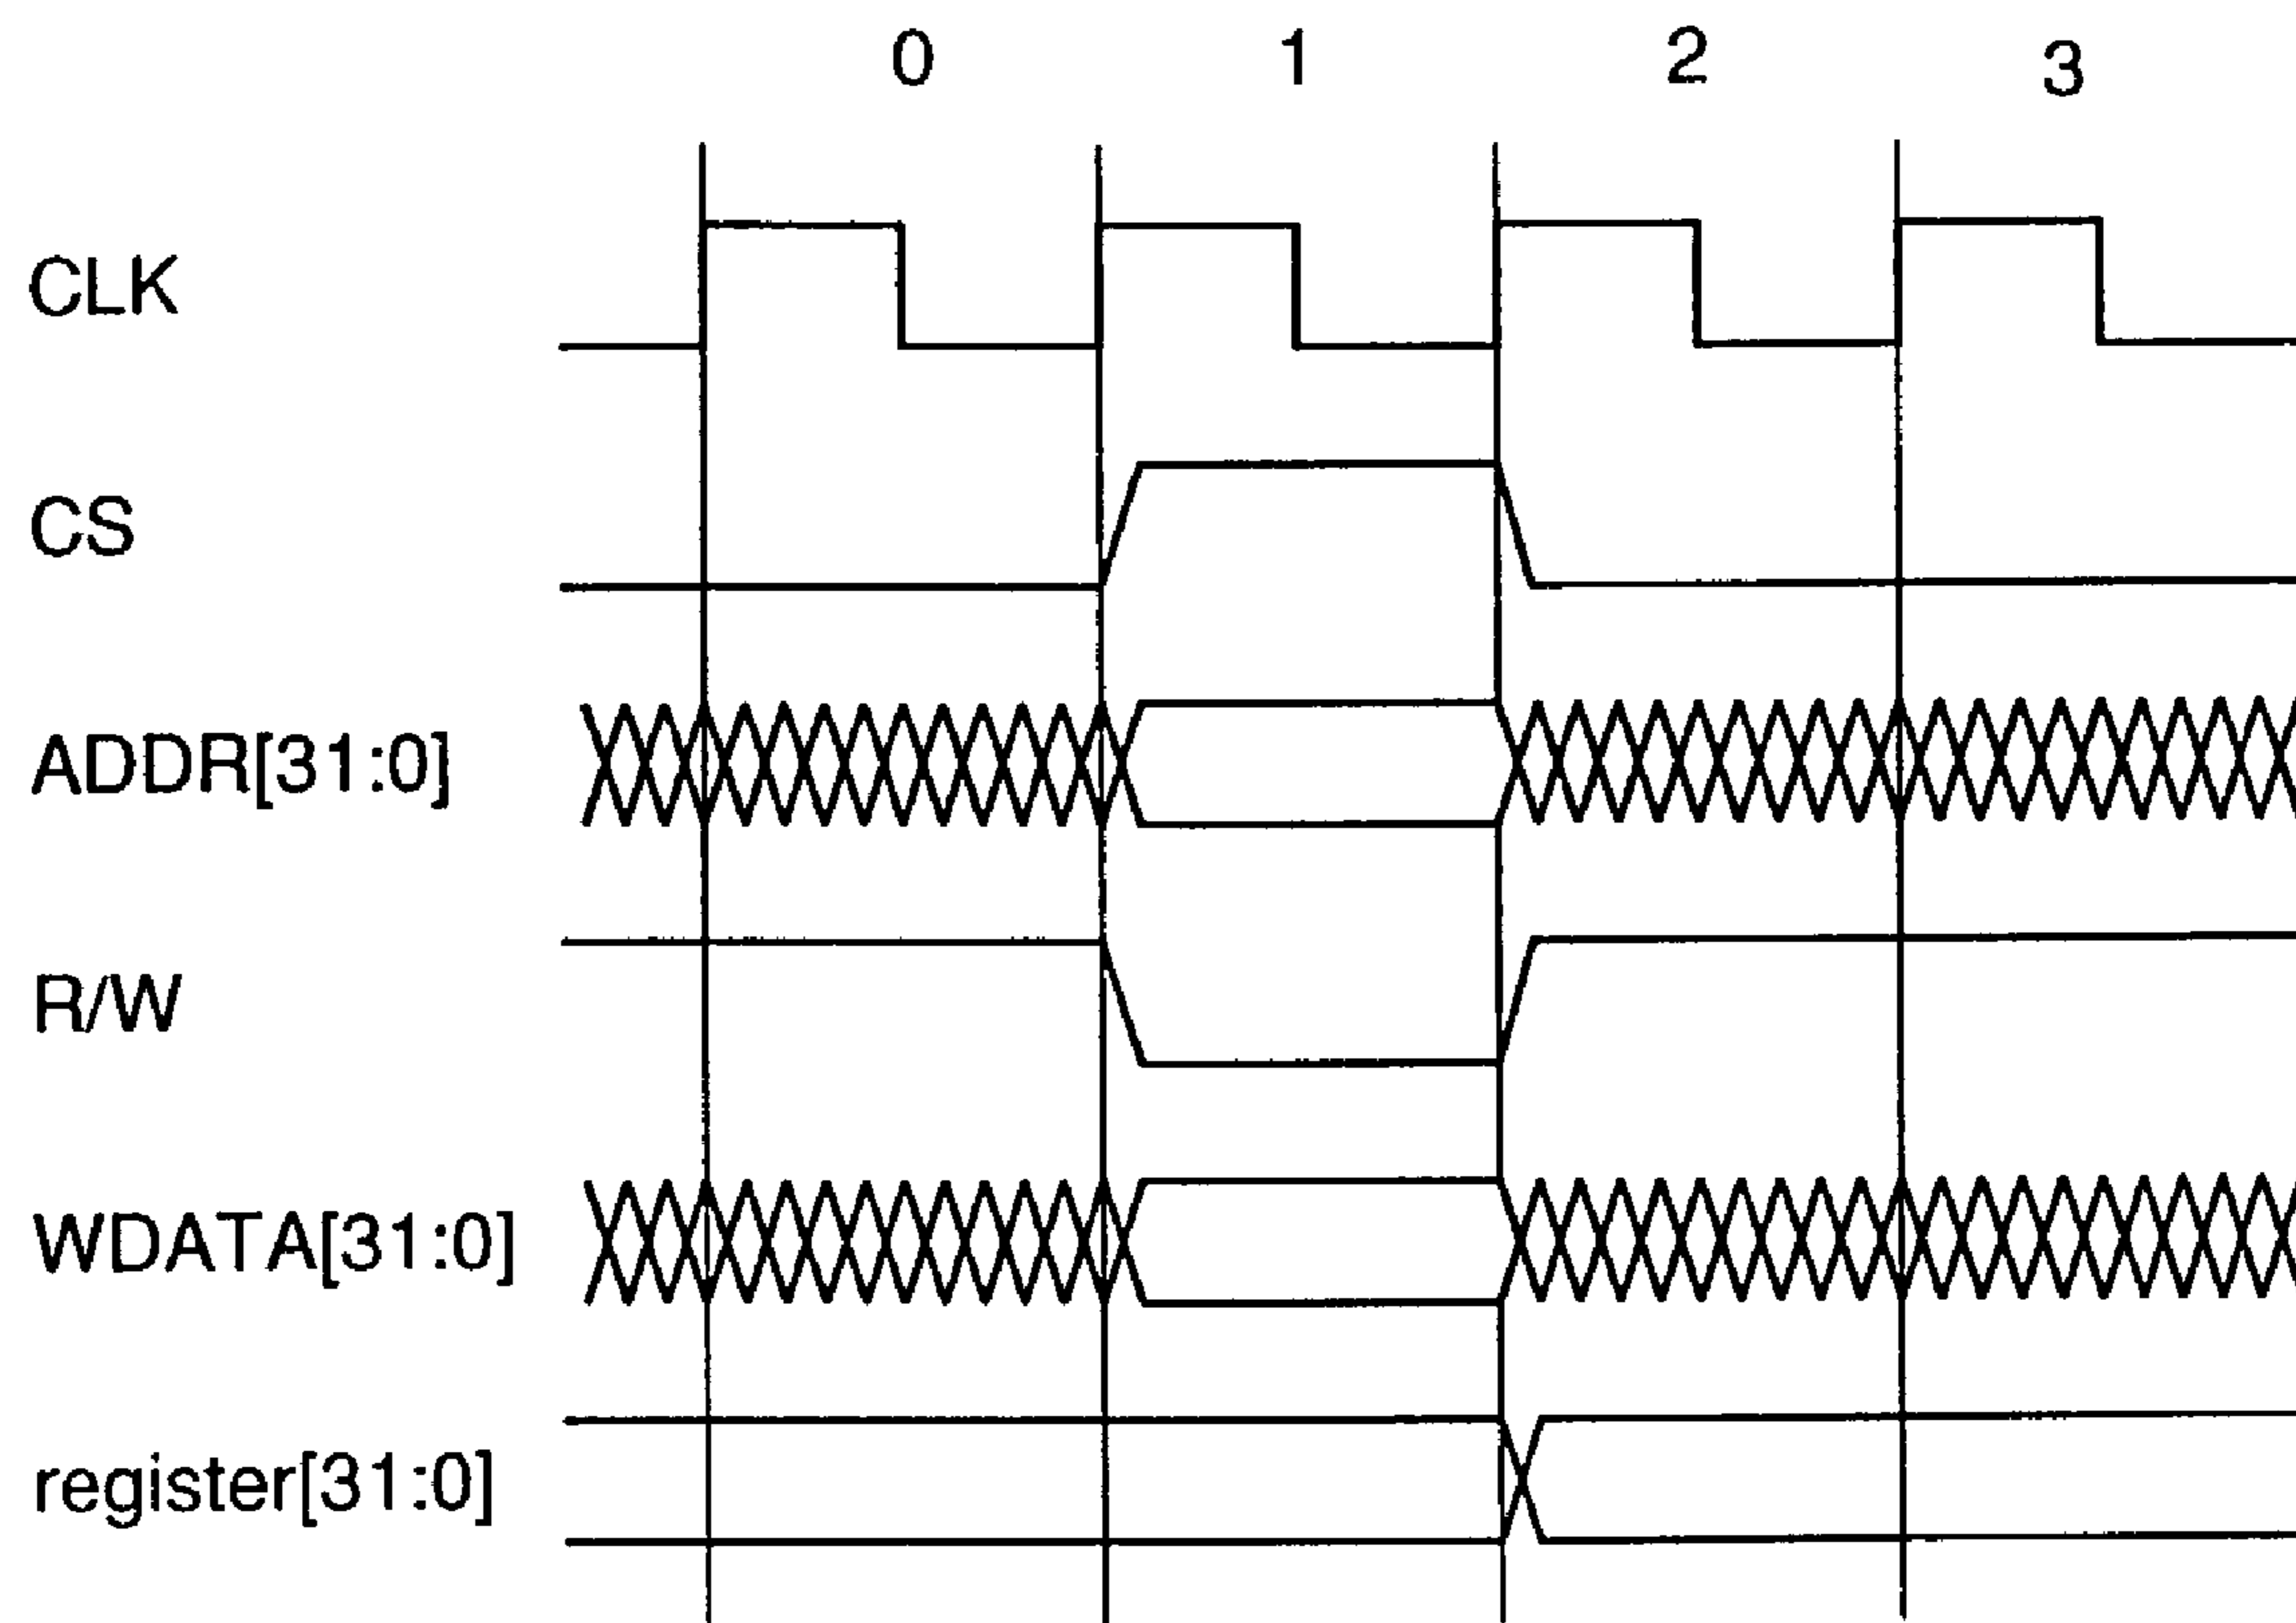 0 1 2 3
CLK
CS
ADDR[31:0]
R/W
WDATA[31:0]
register[31:0]